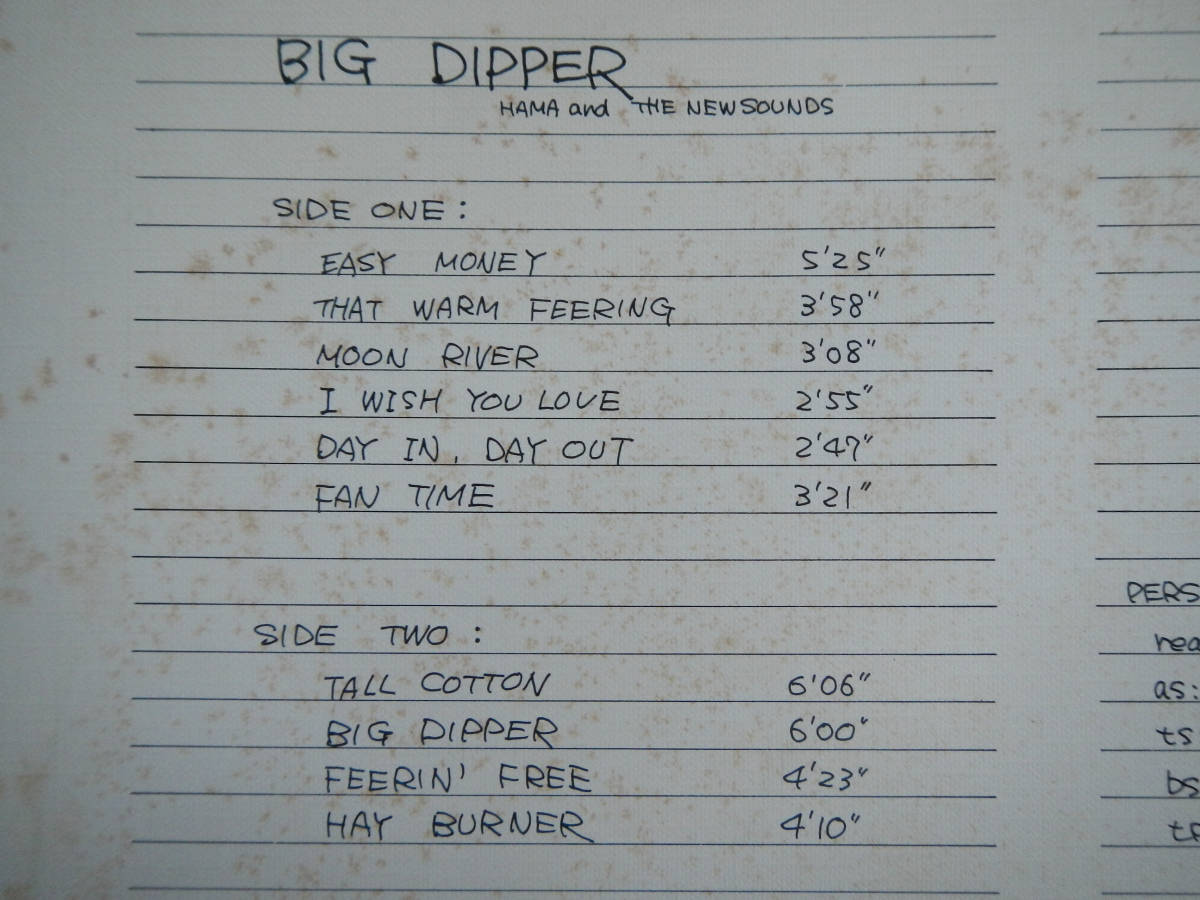 BIG DIPPER
HAMA and THE NEWSOUNDS
SIDE ONE:
EASY MONEY 5'25"
THAT WARM FEERING 3'58"
MOON RIVER 3'08"
I WISH YOU LOVE 2'55"
DAY IN, DAY OUT 2'47"
FAN TIME 3'21"
SIDE TWO:
TALL COTTON 6'06"
BIG DIPPER 6'00"
FEERIN' FREE 4'23"
HAY BURNER 4'10"
PERS
rea
as:
ts
bs